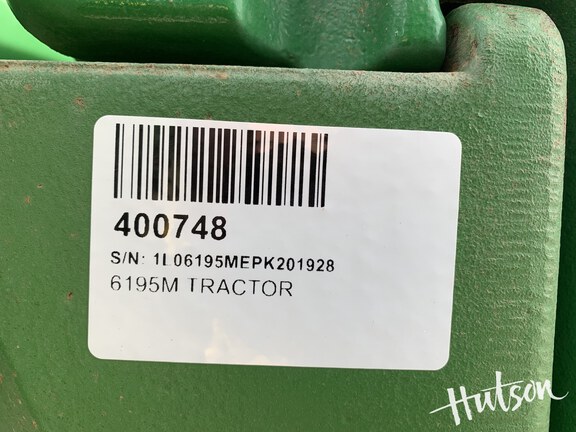 400748
S/N: 1L06195MEPK201928
6195M TRACTOR
Hutson